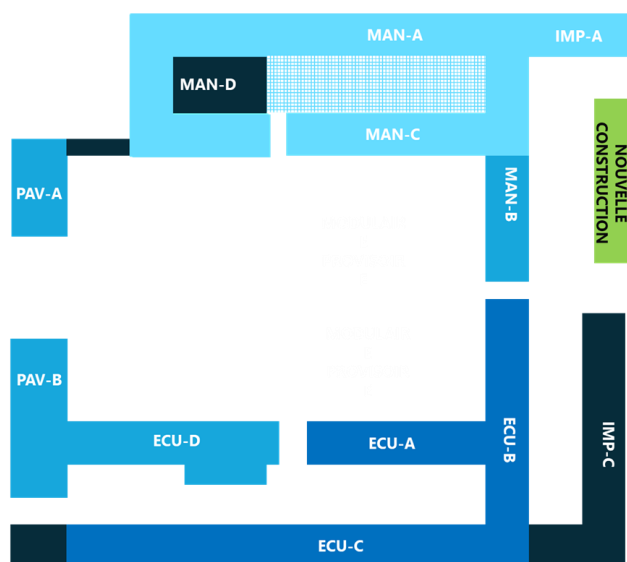 MAN-A
IMP-A
MAN-D
MAN-C
NOUVELLE
CONSTRUCTION
PAV-A
MAN-B
PAV-B
ECU-D
ECU-A
ECU-B
IMP-C
ECU-C